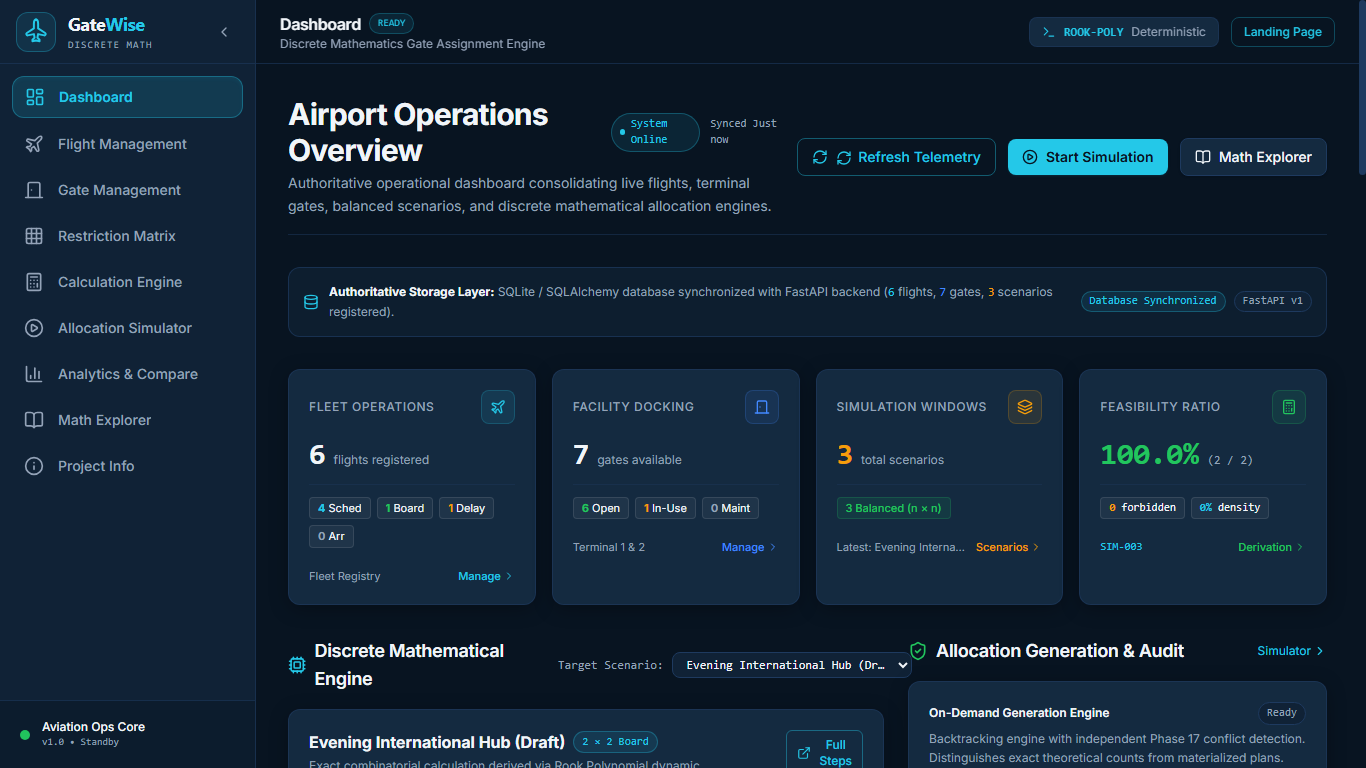 GateWise
DISCRETE MATH
Dashboard
Flight Management
Gate Management
Restriction Matrix
Calculation Engine
Allocation Simulator
Analytics & Compare
Math Explorer
Project Info
Aviation Ops Core
v1.0 • Standby
Dashboard READY
Discrete Mathematics Gate Assignment Engine
ROOK-POLY Deterministic
Landing Page
Airport Operations
Overview
System
Online
Synced Just
now
Authoritative operational dashboard consolidating live flights, terminal
gates, balanced scenarios, and discrete mathematical allocation engines.
Refresh Telemetry
Start Simulation
Math Explorer
Authoritative Storage Layer: SQLite / SQLAlchemy database synchronized with FastAPI backend (6 flights, 7 gates, 3 scenarios
registered).
Database Synchronized
FastAPI v1
FLEET OPERATIONS
6 flights registered
4 Sched 1 Board 1 Delay
0 Arr
Fleet Registry Manage
FACILITY DOCKING
7 gates available
6 Open 1 In-Use 0 Maint
Terminal 1 & 2 Manage
SIMULATION WINDOWS
3 total scenarios
3 Balanced (n × n)
Latest: Evening Interna... Scenarios
FEASIBILITY RATIO
100.0% (2 / 2)
0 forbidden 0% density
SIM-003 Derivation
Discrete Mathematical
Engine
Target Scenario: Evening International Hub (Dr…
Evening International Hub (Draft) 2 × 2 Board
Exact combinatorial calculation derived via Rook Polynomial dynamic
Full
Steps
Allocation Generation & Audit Simulator
On-Demand Generation Engine Ready
Backtracking engine with independent Phase 17 conflict detection.
Distinguishes exact theoretical counts from materialized plans.